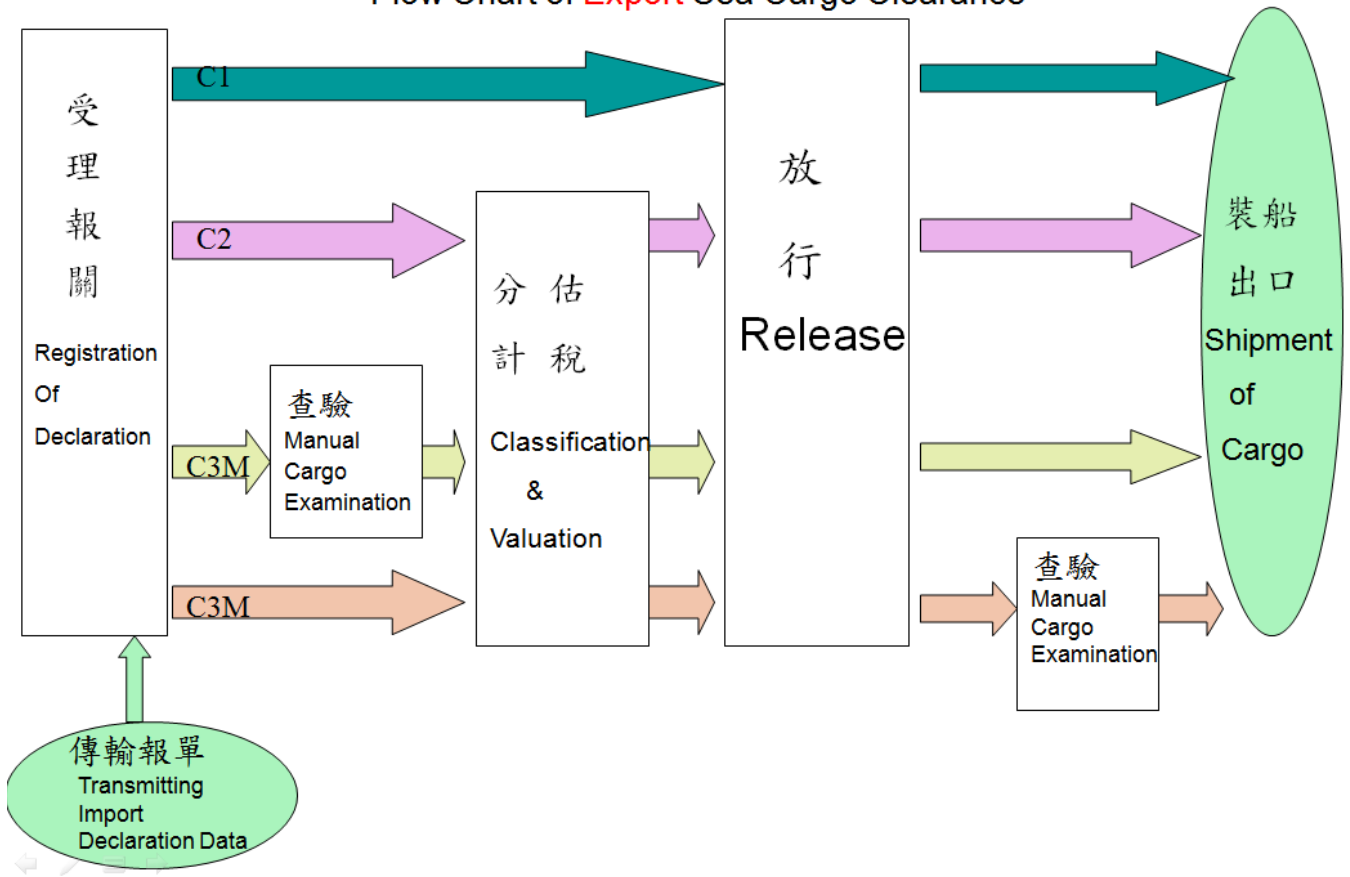 Flow Chart of Export Sea Cargo Clearance
受
理
報
關
Registration
Of
Declaration
C1
C2
C3M
C3M
查驗
Manual
Cargo
Examination
分 估
計 稅
Classification
&
Valuation
放
行
Release
查驗
Manual
Cargo
Examination
裝船
出口
Shipment
of
Cargo
傳輸報單
Transmitting
Import
Declaration Data